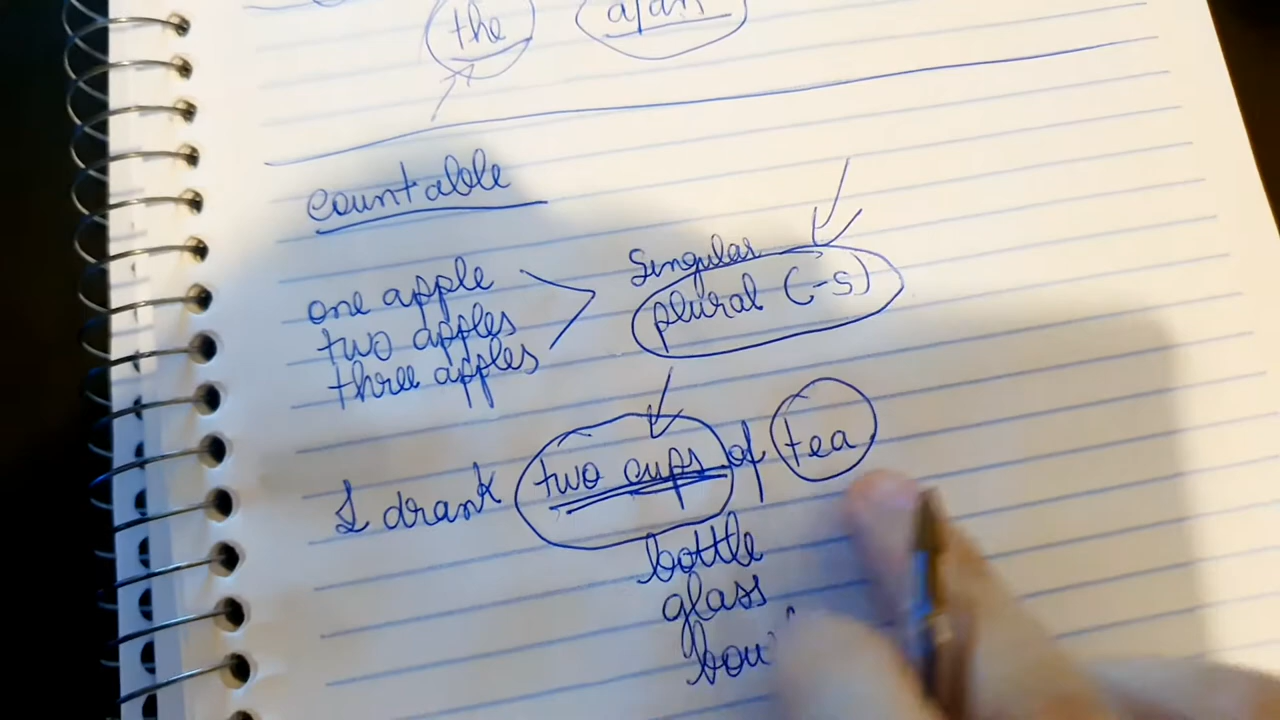 the a/an
countable
one apple
two apples
three apples
Singular
plural (-s)
I drank two cups of tea
bottle
glass